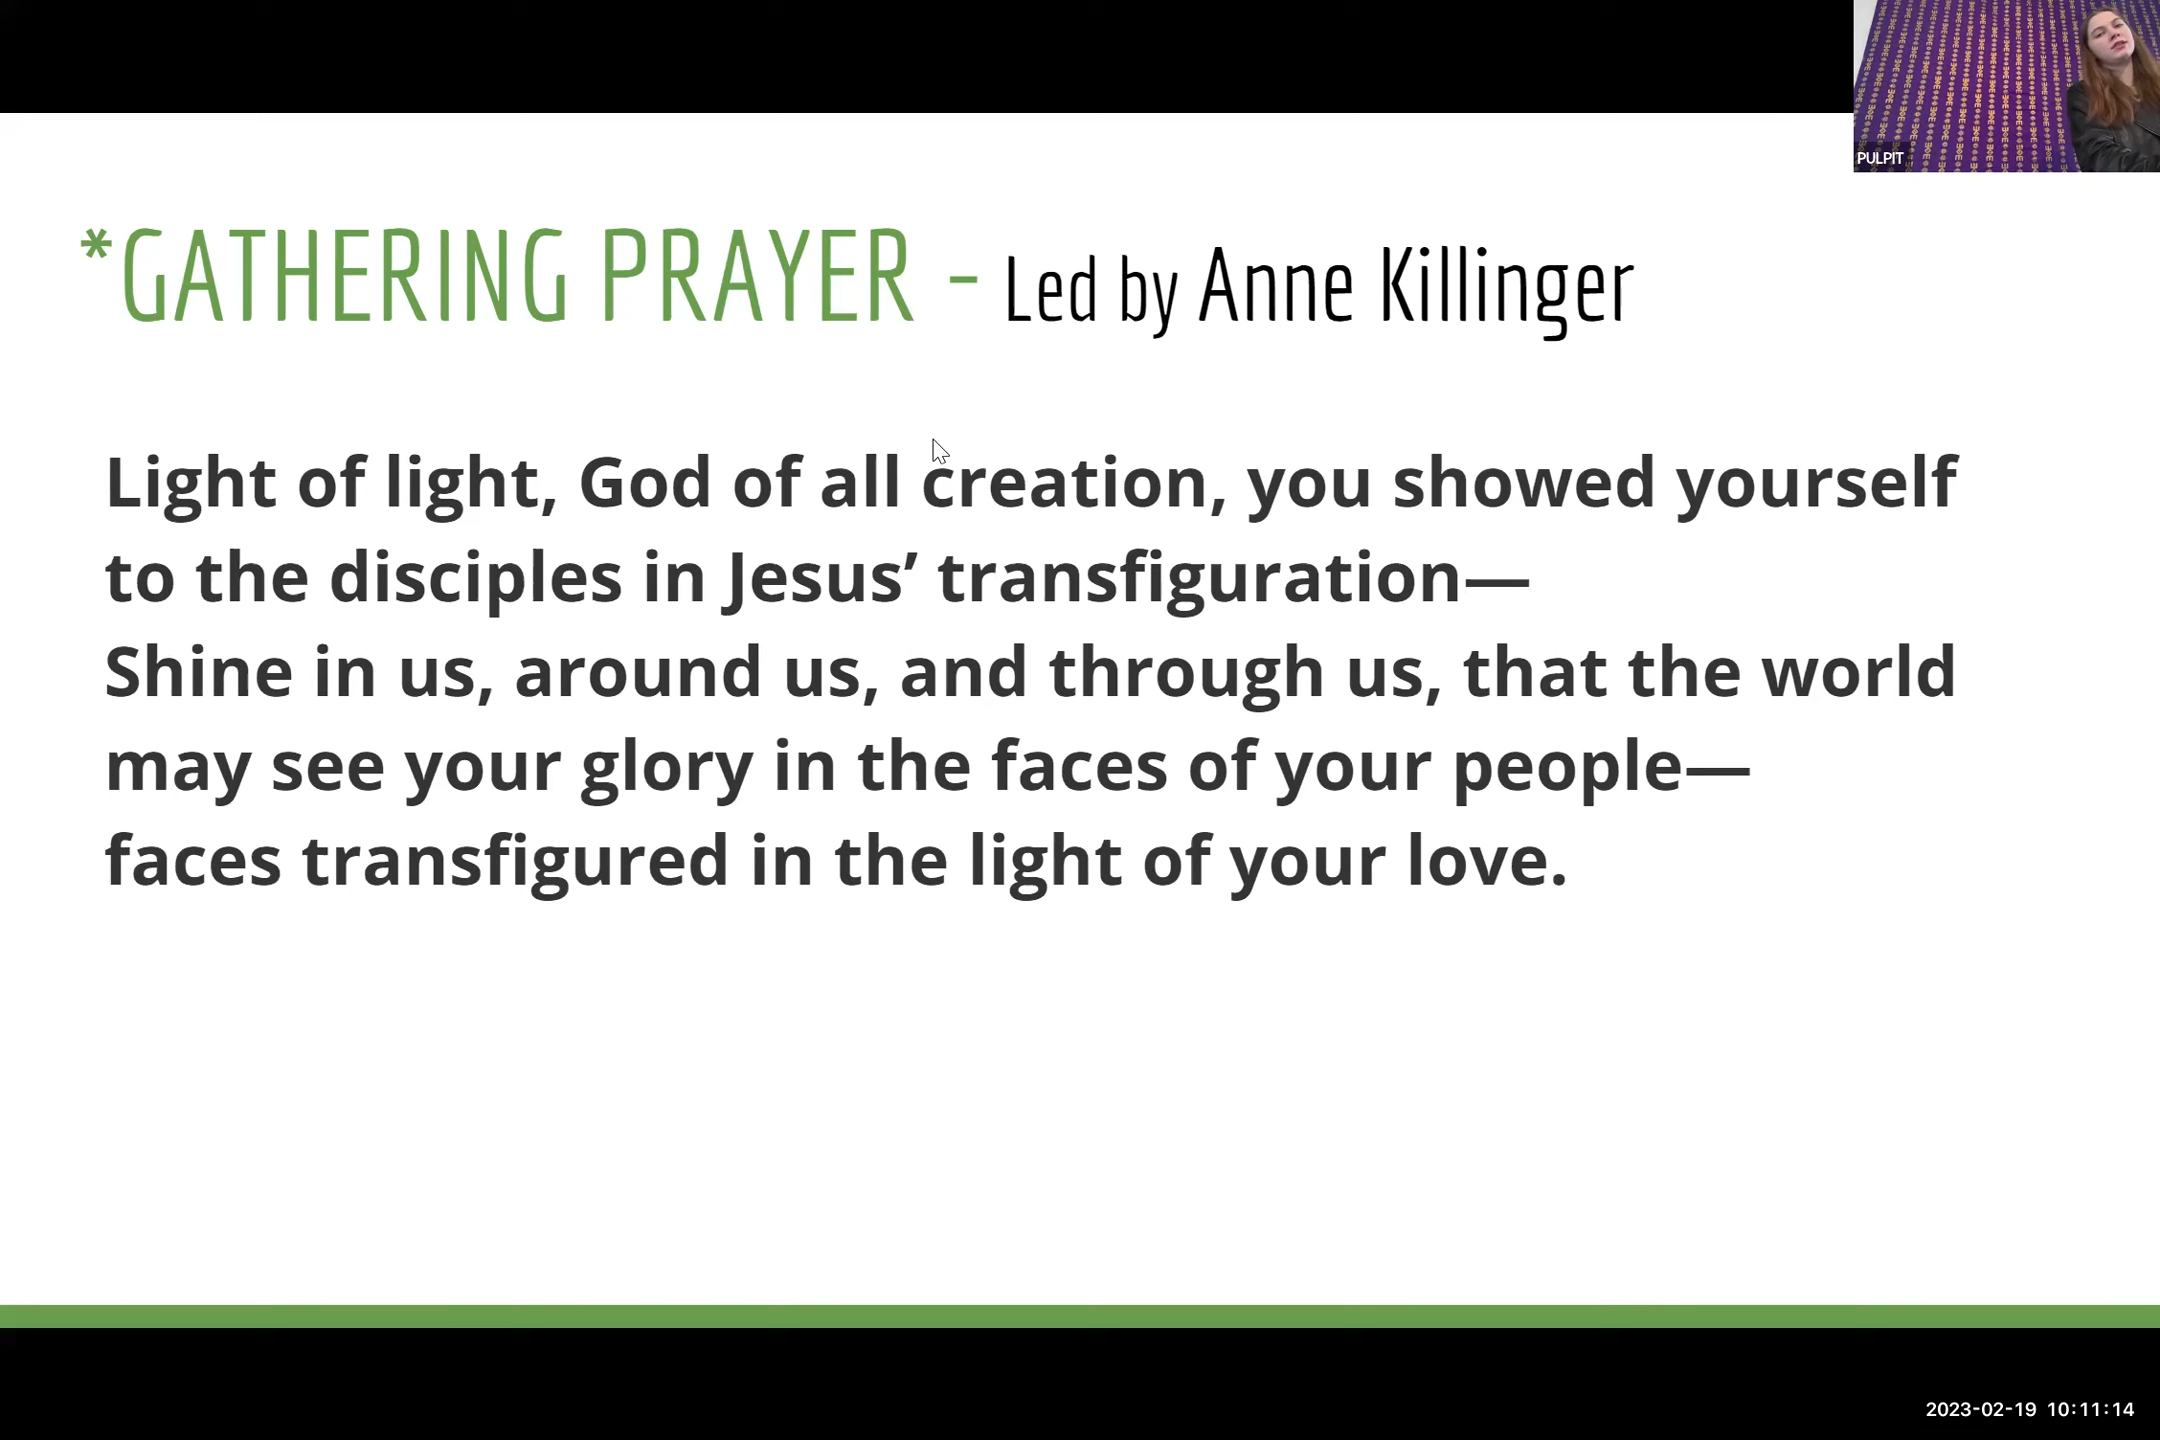 PULPIT
*GATHERING PRAYER - Led by Anne Killinger
Light of light, God of all creation, you showed yourself
to the disciples in Jesus’ transfiguration—
Shine in us, around us, and through us, that the world
may see your glory in the faces of your people—
faces transfigured in the light of your love.
2023-02-19 10:11:14